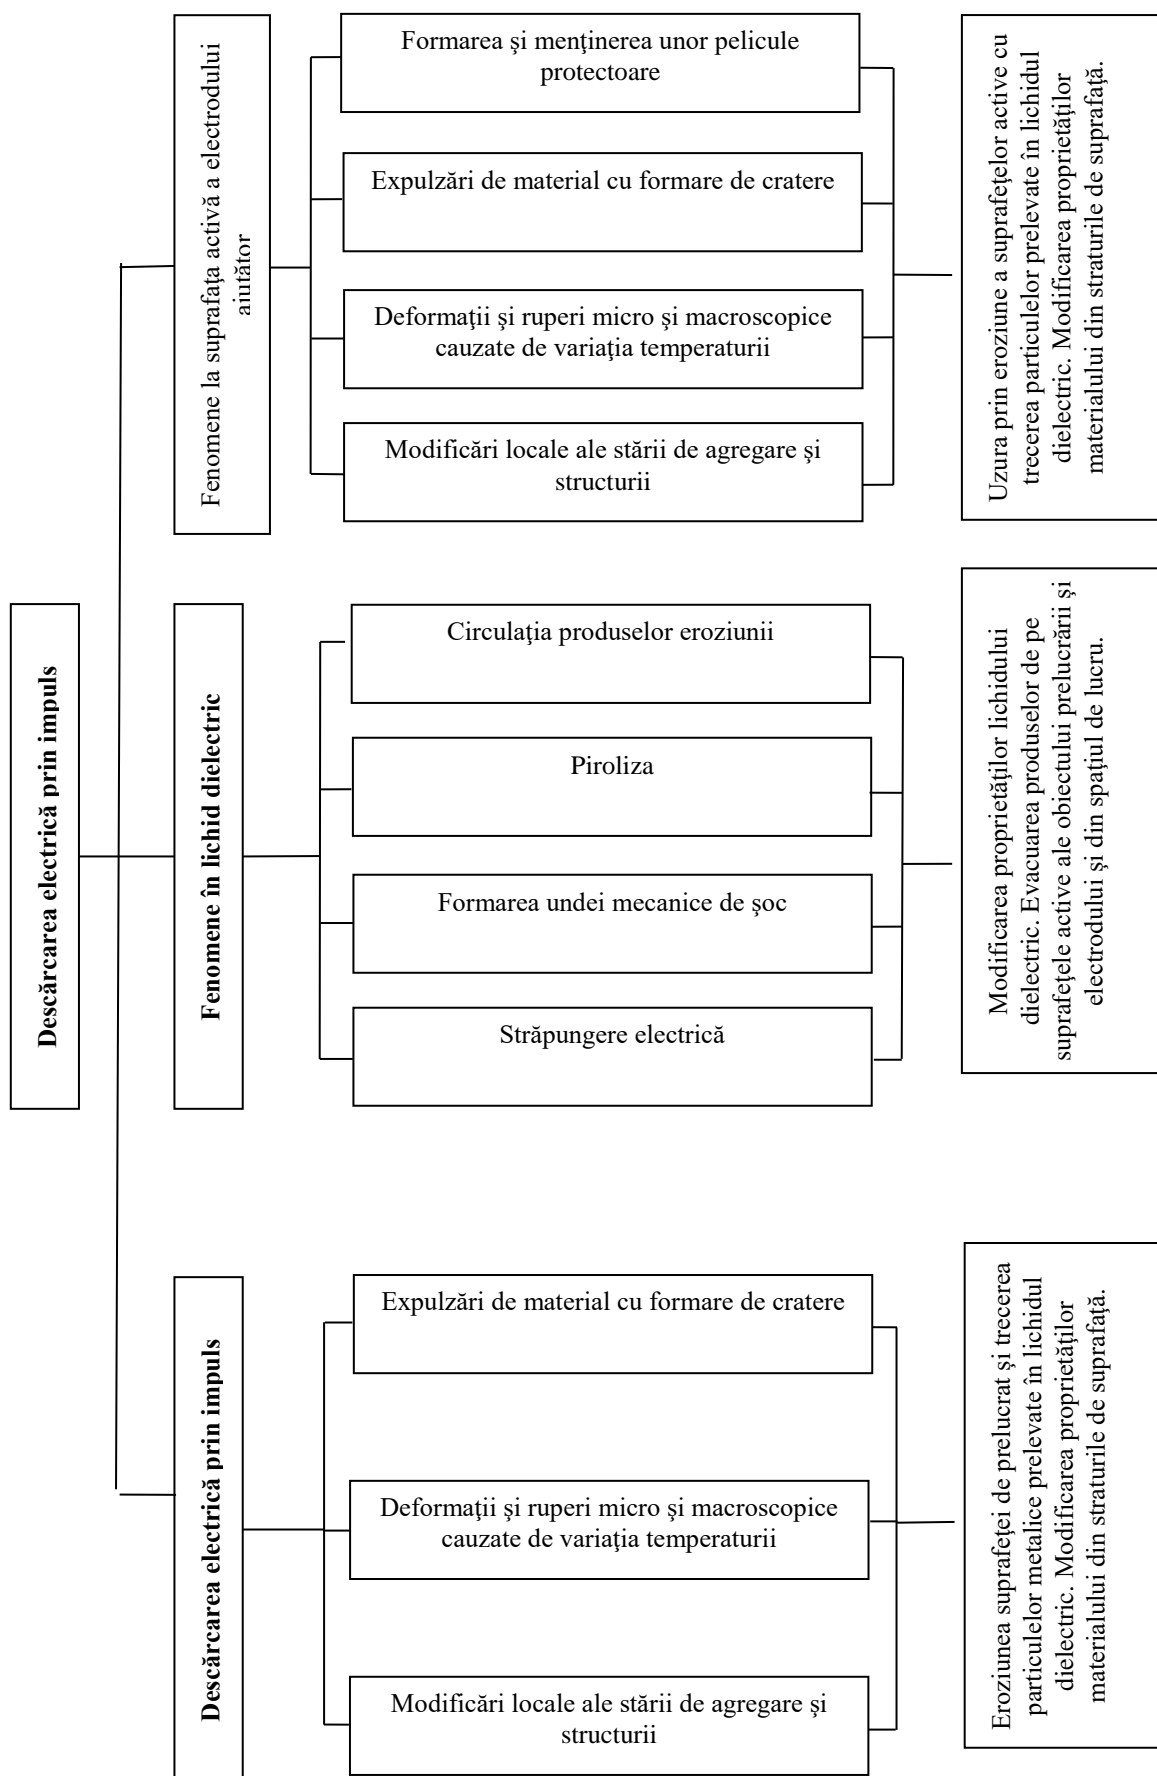 Descărcarea electrică prin impuls
Fenomene la suprafaţa activă a electrodului
aiutător
Formarea şi menţinerea unor pelicule
protectoare
Expulzări de material cu formare de cratere
Deformaţii şi ruperi micro şi macroscopice
cauzate de variaţia temperaturii
Modificări locale ale stării de agregare şi
structurii
Uzura prin eroziune a suprafeţelor active cu
trecerea particulelor prelevate în lichidul
dielectric. Modificarea proprietăţilor
materialului din straturile de suprafaţă.
Fenomene în lichid dielectric
Circulaţia produselor eroziunii
Piroliza
Formarea undei mecanice de şoc
Străpungere electrică
Modificarea proprietăţilor lichidului
dielectric. Evacuarea produselor de pe
suprafeţele active ale obiectului prelucrării şi
electrodului şi din spaţiul de lucru.
Descărcarea electrică prin impuls
Expulzări de material cu formare de cratere
Deformaţii şi ruperi micro şi macroscopice
cauzate de variaţia temperaturii
Modificări locale ale stării de agregare şi
structurii
Eroziunea suprafeţei de prelucrat şi trecerea
particulelor metalice prelevate în lichidul
dielectric. Modificarea proprietăţilor
materialului din straturile de suprafaţă.